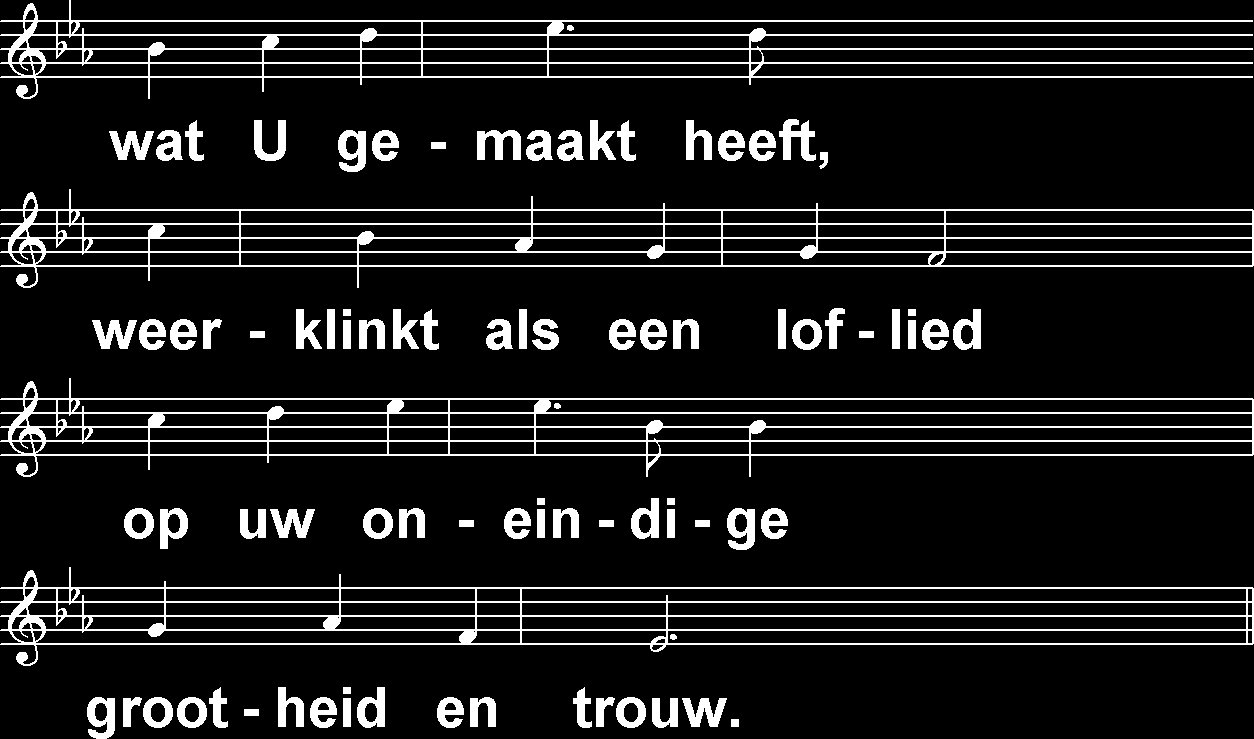 wat U ge - maakt heeft,
weer - klinkt als een lof - lied
op uw on - ein - di - ge
groot - heid en trouw.